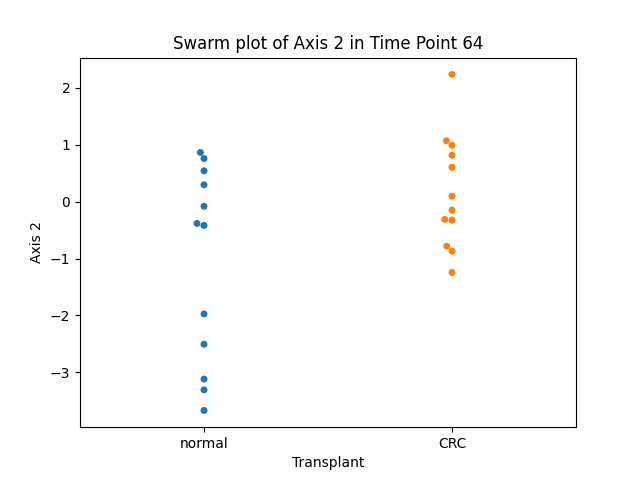 Swarm plot of Axis 2 in Time Point 64
2
1
0
−1
−2
−3
Axis 2
normal
CRC
Transplant